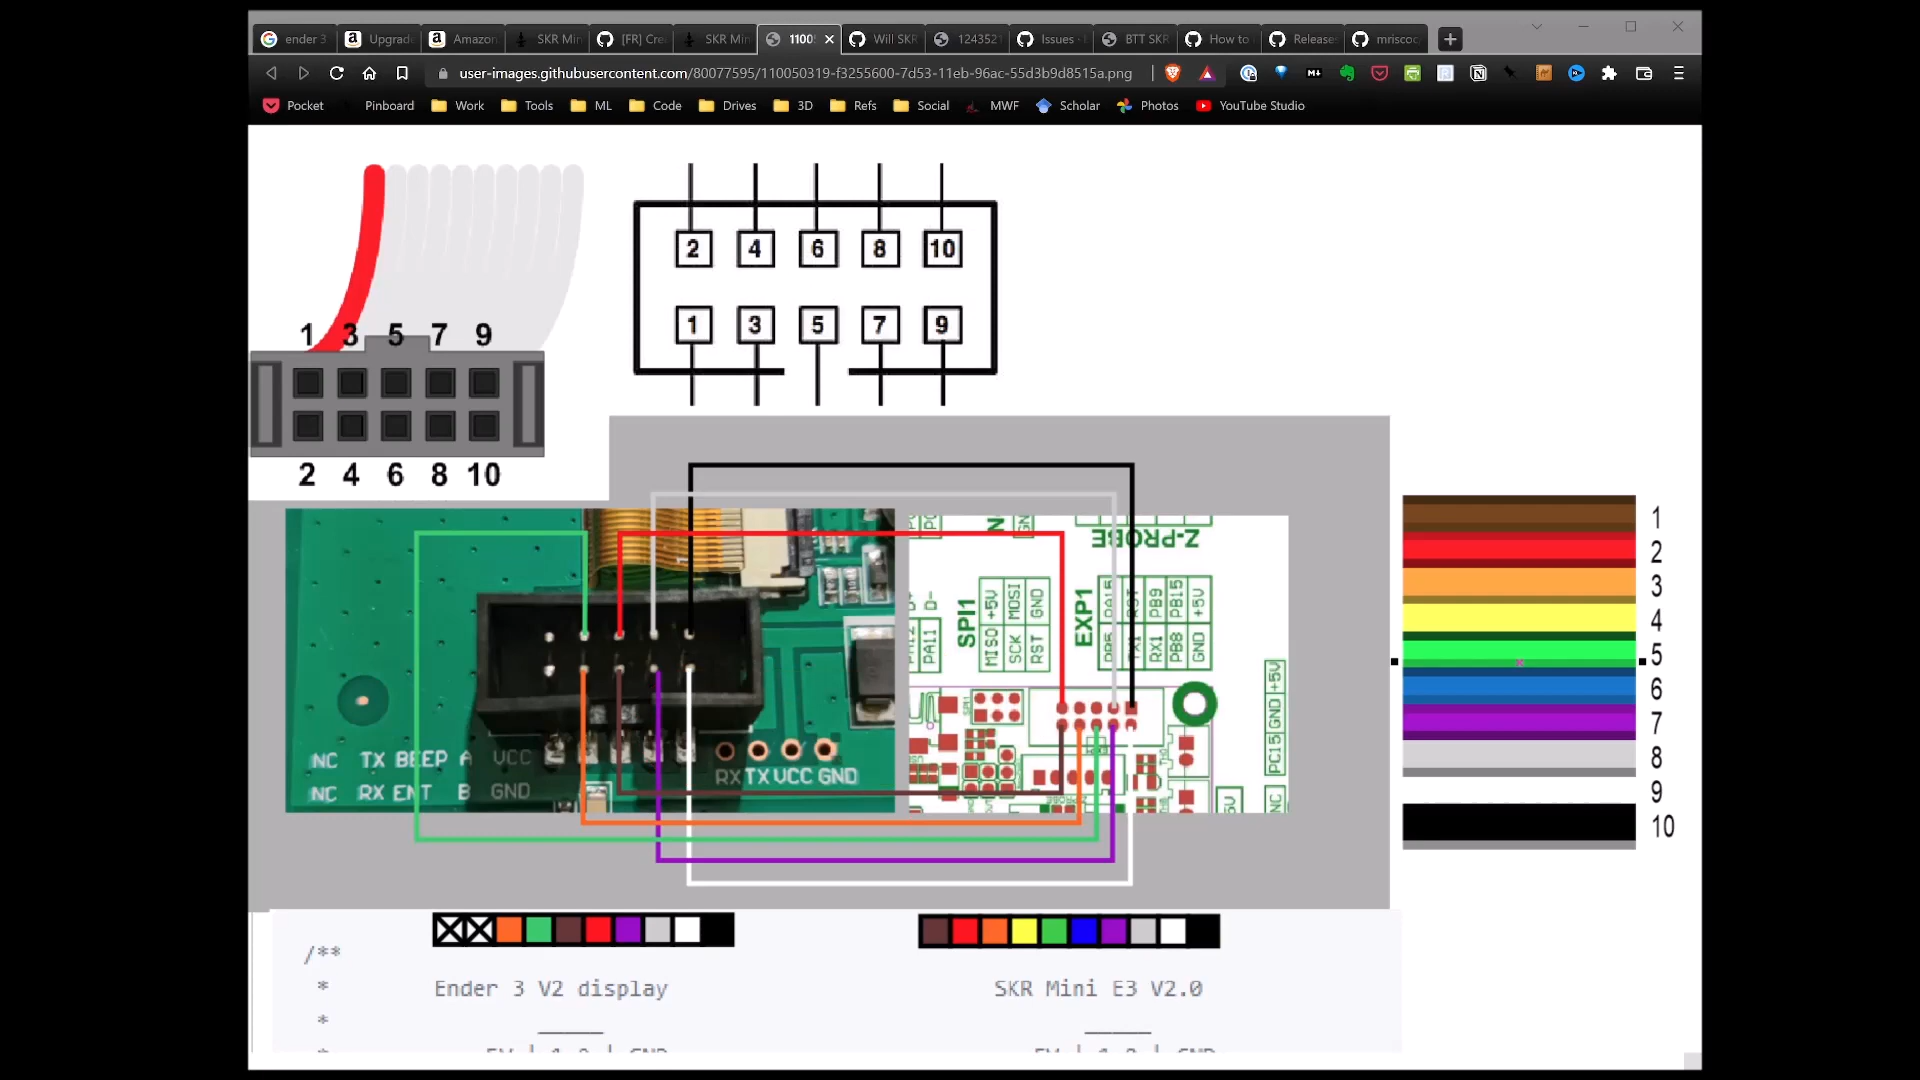 ender 3
Upgrad
Amazon
SKR Min
[FR] Cre
SKR Min
1100
Will SKR
1243521
Issues ·
BTT SKR
How to
Release
mriscoc
user-images.githubusercontent.com/80077595/110050319-f3255600-7d53-11eb-96ac-55d3b9d8515a.png
Pocket Pinboard Work Tools ML Code Drives 3D Refs Social MWF Scholar Photos YouTube Studio
2 4 6 8 10
1 3 5 7 9
1 3 5 7 9
2 4 6 8 10
Z-PROBE
SPI1
MISO +5V
SCK MOSI
RST GND
EXP1
PB5 PA15
TX1 RST
RX1 PB9
PB8 PB15
GND +5V
D-
PA11
PC15 GND +5V
NC
NC TX BEEP A VCC
NC RX ENT B GND
RX TX VCC GND
1
2
3
4
5
6
7
8
9
10
/**
* Ender 3 V2 display SKR Mini E3 V2.0
*